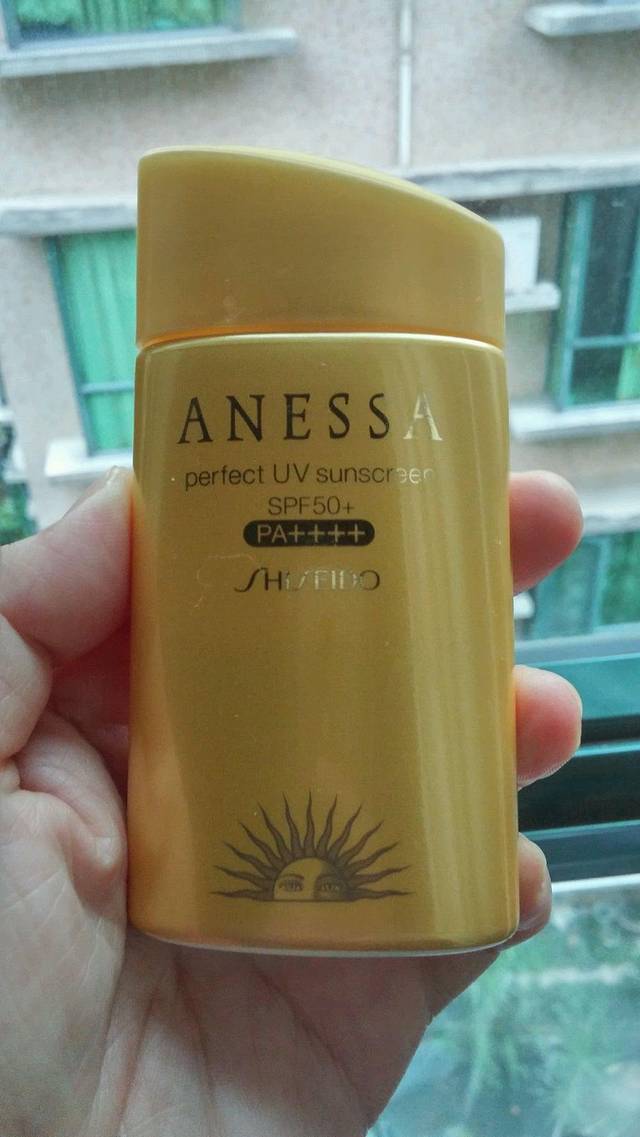 ANESSA
perfect UV sunscreen
SPF50+
PA++++
SHISEIDO